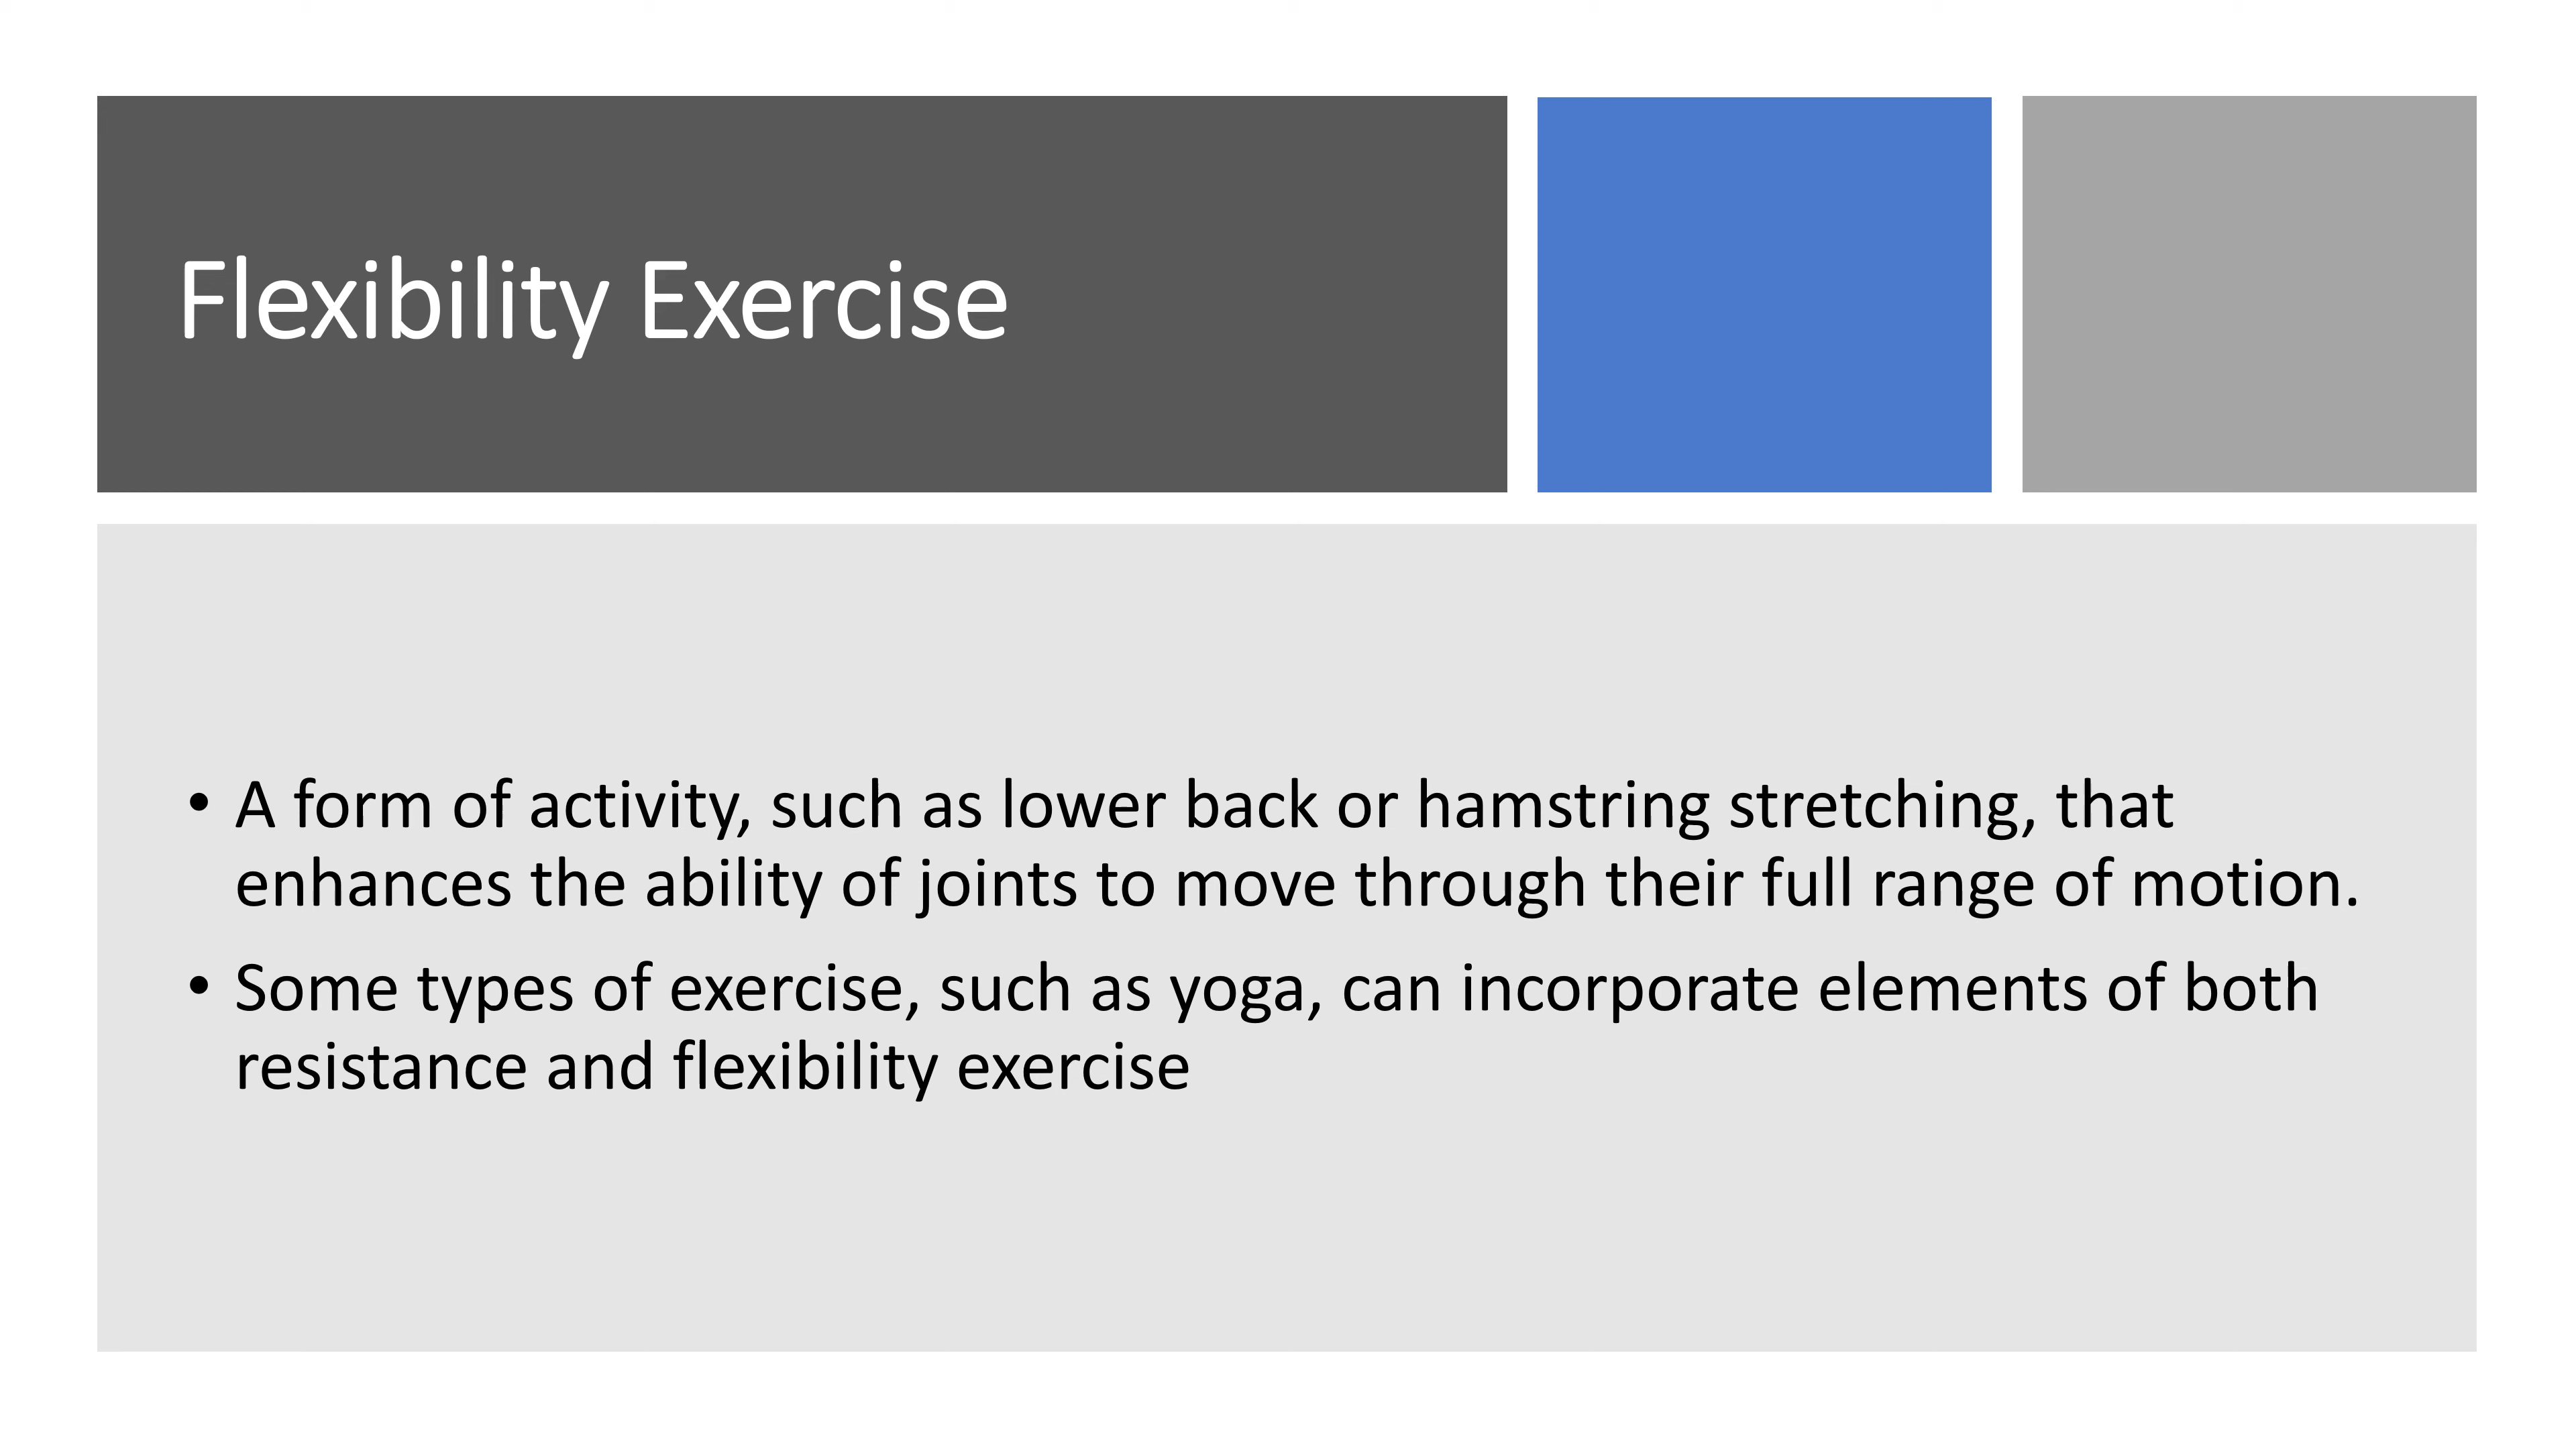 Flexibility Exercise
• A form of activity, such as lower back or hamstring stretching, that
enhances the ability of joints to move through their full range of motion.
• Some types of exercise, such as yoga, can incorporate elements of both
resistance and flexibility exercise